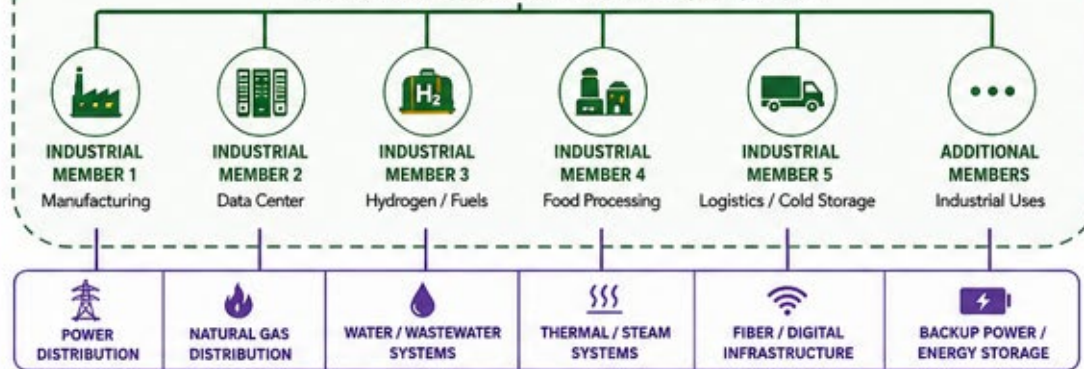 H₂
INDUSTRIAL
MEMBER 1
Manufacturing
INDUSTRIAL
MEMBER 2
Data Center
INDUSTRIAL
MEMBER 3
Hydrogen / Fuels
INDUSTRIAL
MEMBER 4
Food Processing
INDUSTRIAL
MEMBER 5
Logistics / Cold Storage
ADDITIONAL
MEMBERS
Industrial Uses
POWER
DISTRIBUTION
NATURAL GAS
DISTRIBUTION
WATER / WASTEWATER
SYSTEMS
THERMAL / STEAM
SYSTEMS
FIBER / DIGITAL
INFRASTRUCTURE
BACKUP POWER /
ENERGY STORAGE